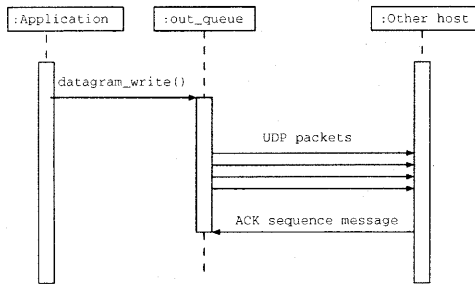 :Application
:out_queue
:Other host
datagram_write()
UDP packets
ACK sequence message